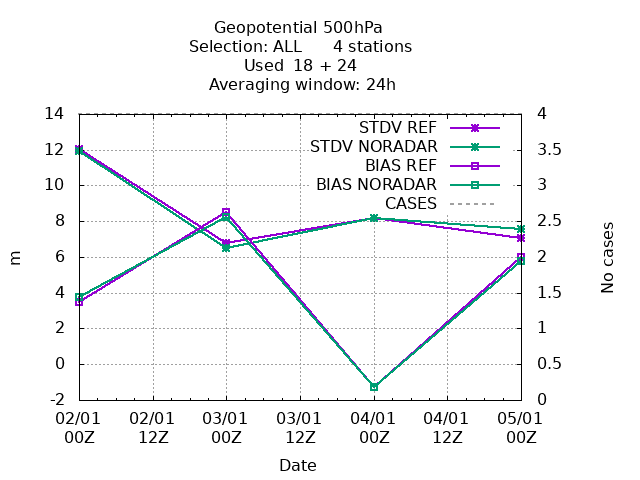 Geopotential 500hPa
Selection: ALL 4 stations
Used 18 + 24
Averaging window: 24h
STDV REF
STDV NORADAR
BIAS REF
BIAS NORADAR
CASES
14
12
10
8
6
4
2
0
-2
m
4
3.5
3
2.5
2
1.5
1
0.5
0
No cases
02/01 02/01 03/01 03/01 04/01 04/01 05/01
00Z 12Z 00Z 12Z 00Z 12Z 00Z
Date